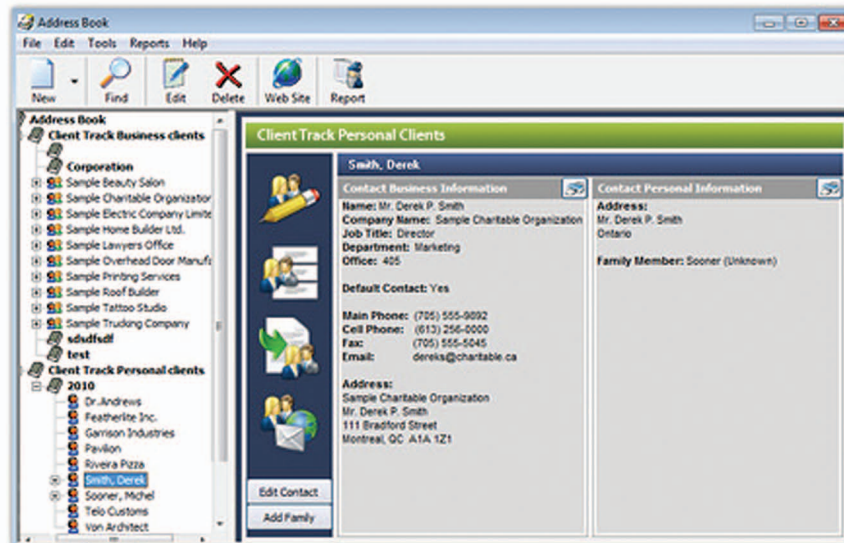 Address Book
File Edit Tools Reports Help
New Find Edit Delete Web Site Report
Address Book
Client Track Business clients
Corporation
Sample Beauty Salon
Sample Charitable Organization
Sample Electric Company Limite
Sample Home Builder Ltd.
Sample Lawyers Office
Sample Overhead Door Manufa
Sample Printing Services
Sample Roof Builder
Sample Tattoo Studio
Sample Trucking Company
sdsdfsdf
test
Client Track Personal clients
2010
Dr.Andrews
Featherlite Inc.
Garrison Industries
Pavilion
Riveira Pizza
Smith, Derek
Sooner, Michel
Telo Customs
Von Architect
Client Track Personal Clients
Smith, Derek
Contact Business Information
Name: Mr. Derek P. Smith
Company Name: Sample Charitable Organization
Job Title: Director
Department: Marketing
Office: 405
Default Contact: Yes
Main Phone: (705) 555-9892
Cell Phone: (613) 256-0000
Fax: (705) 555-5045
Email: dereks@charitable.ca
Address:
Sample Charitable Organization
Mr. Derek P. Smith
111 Bradford Street
Montreal, QC A1A 1Z1
Contact Personal Information
Address:
Mr. Derek P. Smith
Ontario
Family Member: Sooner (Unknown)
Edit Contact
Add Family